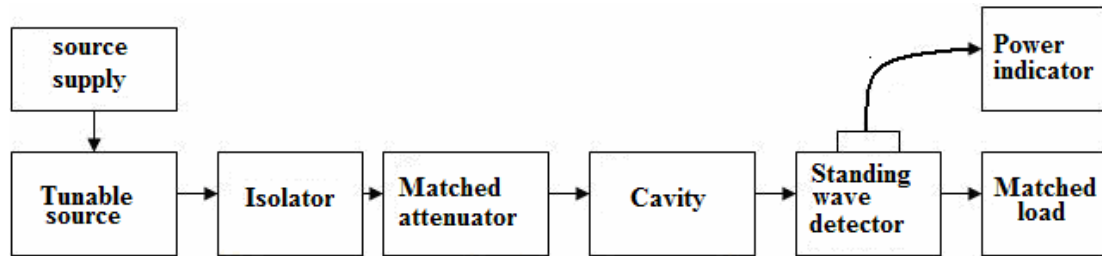 source
supply
Power
indicator
Tunable
source
Isolator
Matched
attenuator
Cavity
Standing
wave
detector
Matched
load